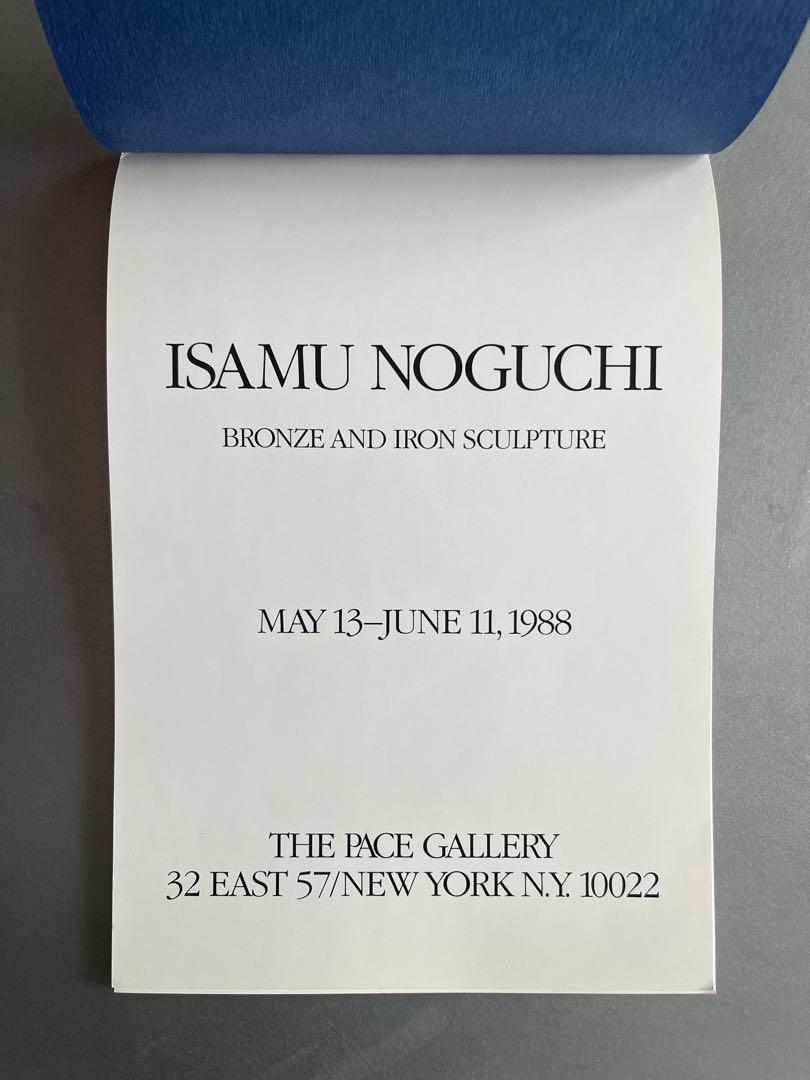 ISAMU NOGUCHI
BRONZE AND IRON SCULPTURE
MAY 13–JUNE 11, 1988
THE PACE GALLERY
32 EAST 57/NEW YORK N.Y. 10022